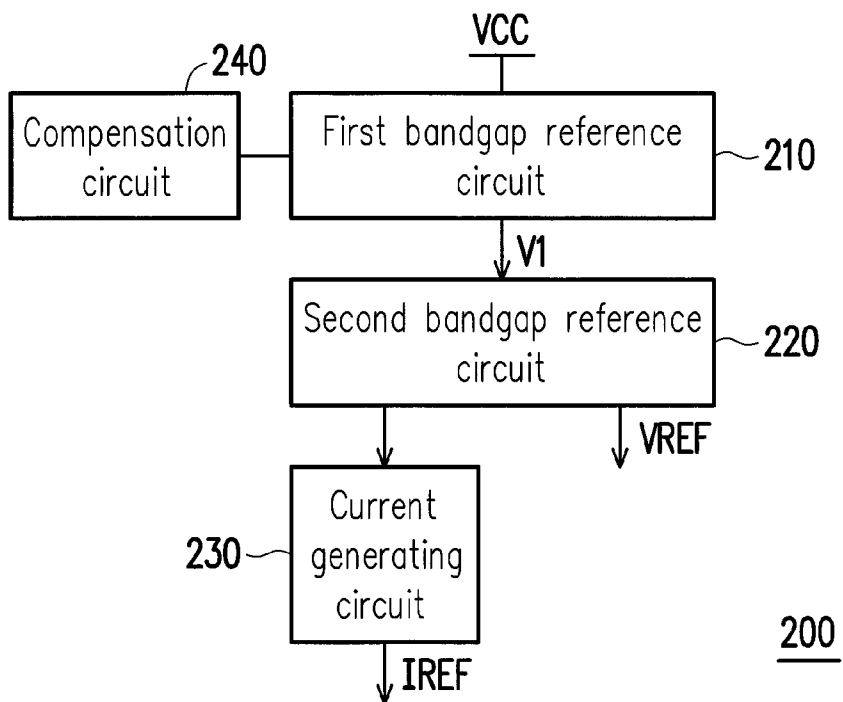 VCC
240
Compensation
circuit
First bandgap reference
circuit
210
V1
Second bandgap reference
circuit
220
VREF
Current
generating
circuit
230
IREF
200